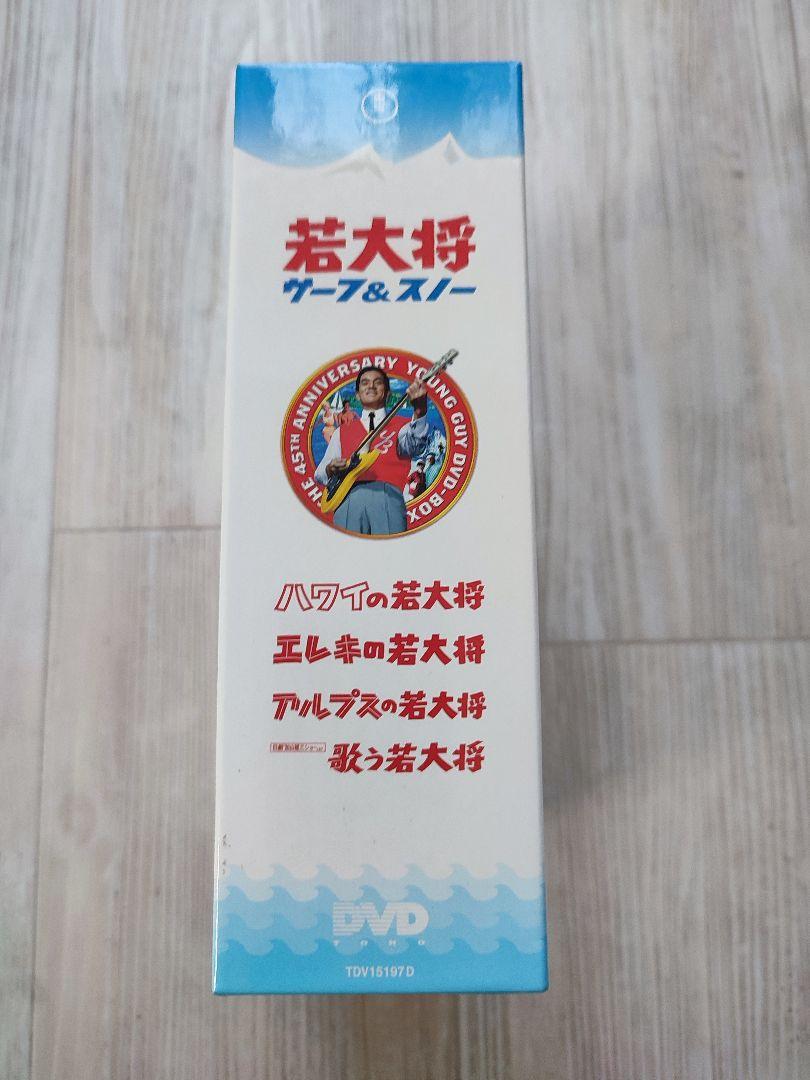 若大将
サーフ&スノー
THE 45TH ANNIVERSARY YOUNG GUY DVD-BOX
ハワイの若大将
エレキの若大将
アルプスの若大将
歌う若大将
DVD
TOHO
TDV15197D